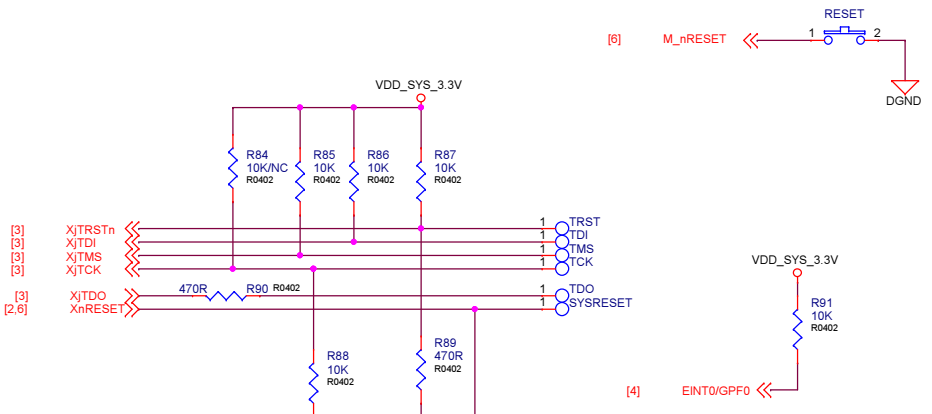 RESET
[6] M_nRESET 1 2
DGND
VDD_SYS_3.3V
R84
10K/NC
R0402
R85
10K
R0402
R86
10K
R0402
R87
10K
R0402
[3] XjTRSTn 1 TRST
[3] XjTDI 1 TDI
[3] XjTMS 1 TMS
[3] XjTCK 1 TCK
[3] XjTDO 470R R90 R0402 1 TDO
[2,6] XnRESET 1 SYSRESET
VDD_SYS_3.3V
R91
10K
R0402
R88
10K
R0402
R89
470R
R0402
[4] EINT0/GPF0